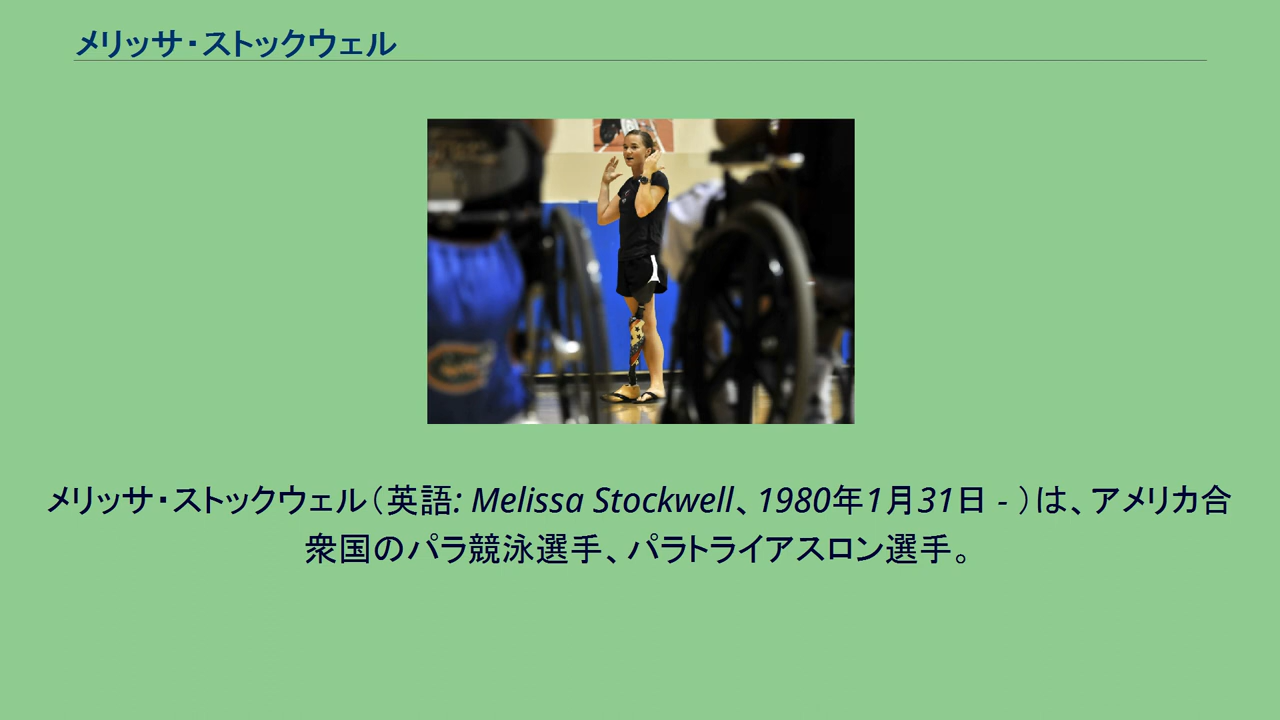 メリッサ・ストックウェル
メリッサ・ストックウェル（英語: Melissa Stockwell、1980年1月31日 - ）は、アメリカ合
衆国のパラ競泳選手、パラトライアスロン選手。